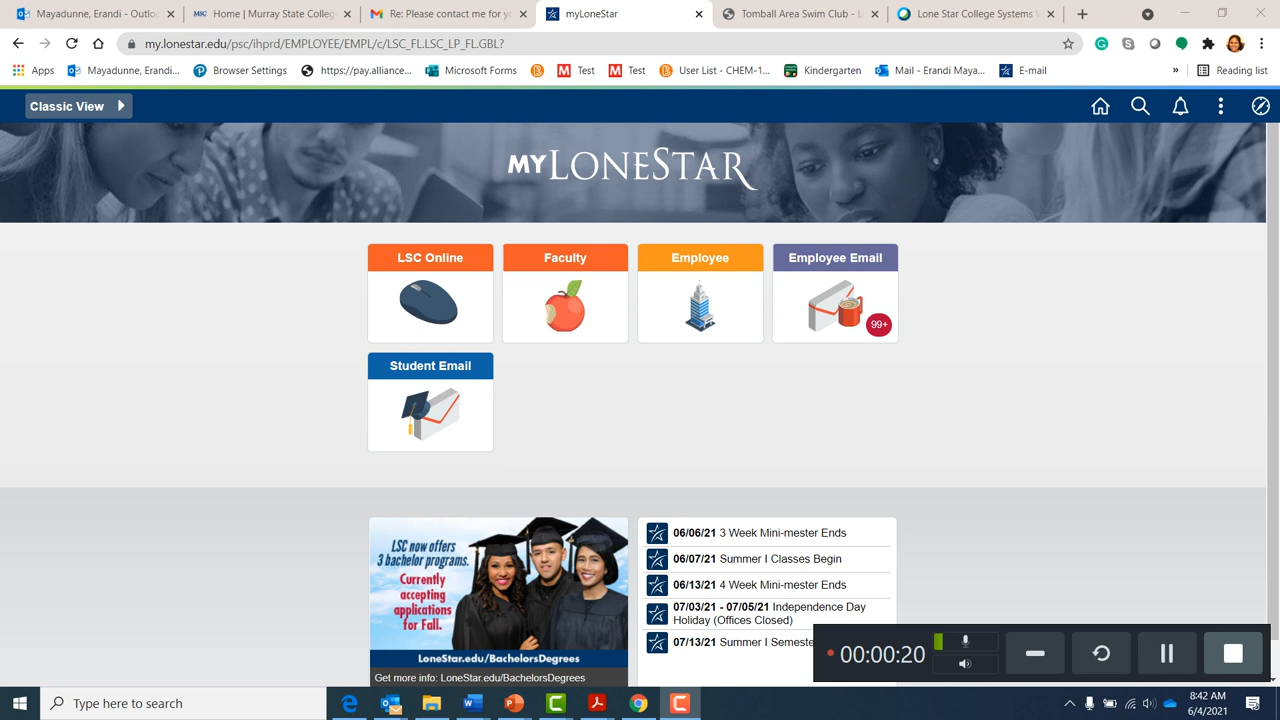 Mayadunne, Erandi - Outloo
Home | Murray State Colleg
Re: Please contact me for yo
myLoneStar
Tomball Area Swim Club - L
Lone Star College Systems W
my.lonestar.edu/psc/ihprd/EMPLOYEE/EMPL/c/LSC_FL.LSC_LP_FL.GBL?
Apps
Mayadunne, Erandi...
Browser Settings
https://pay.alliance...
Microsoft Forms
Test
Test
User List - CHEM-1...
Kindergarten
Mail - Erandi Maya...
E-mail
»
Reading list
Classic View
MYLONESTAR
LSC Online
Faculty
Employee
Employee Email
99+
Student Email
LSC now offers
3 bachelor programs.
Currently
accepting
applications
for Fall.
LoneStar.edu/BachelorsDegrees
Get more info: LoneStar.edu/BachelorsDegrees
06/06/21 3 Week Mini-mester Ends
06/07/21 Summer I Classes Begin
06/13/21 4 Week Mini-mester Ends
07/03/21 - 07/05/21 Independence Day
Holiday (Offices Closed)
07/13/21 Summer I Semeste
00:00:20
Type here to search
8:42 AM
6/4/2021